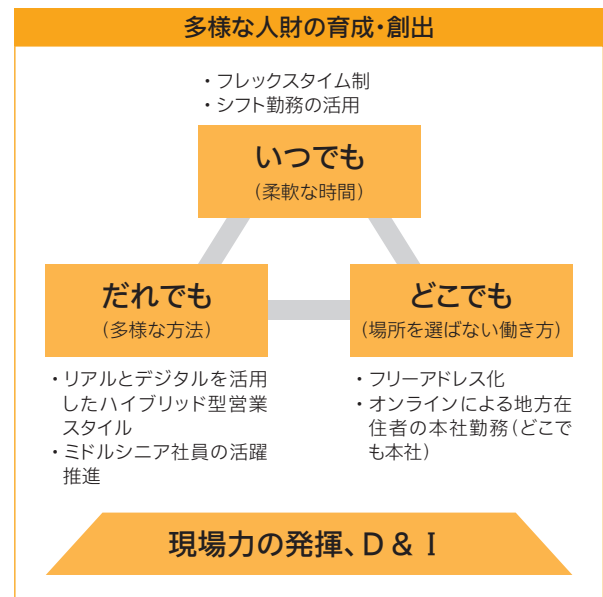 多様な人財の育成・創出
・フレックスタイム制
・シフト勤務の活用
いつでも
(柔軟な時間)
だれでも
(多様な方法)
・リアルとデジタルを活用
したハイブリッド型営業
スタイル
・ミドルシニア社員の活躍
推進
どこでも
(場所を選ばない働き方)
・フリーアドレス化
・オンラインによる地方在
住者の本社勤務(どこで
も本社)
現場力の発揮、D & I